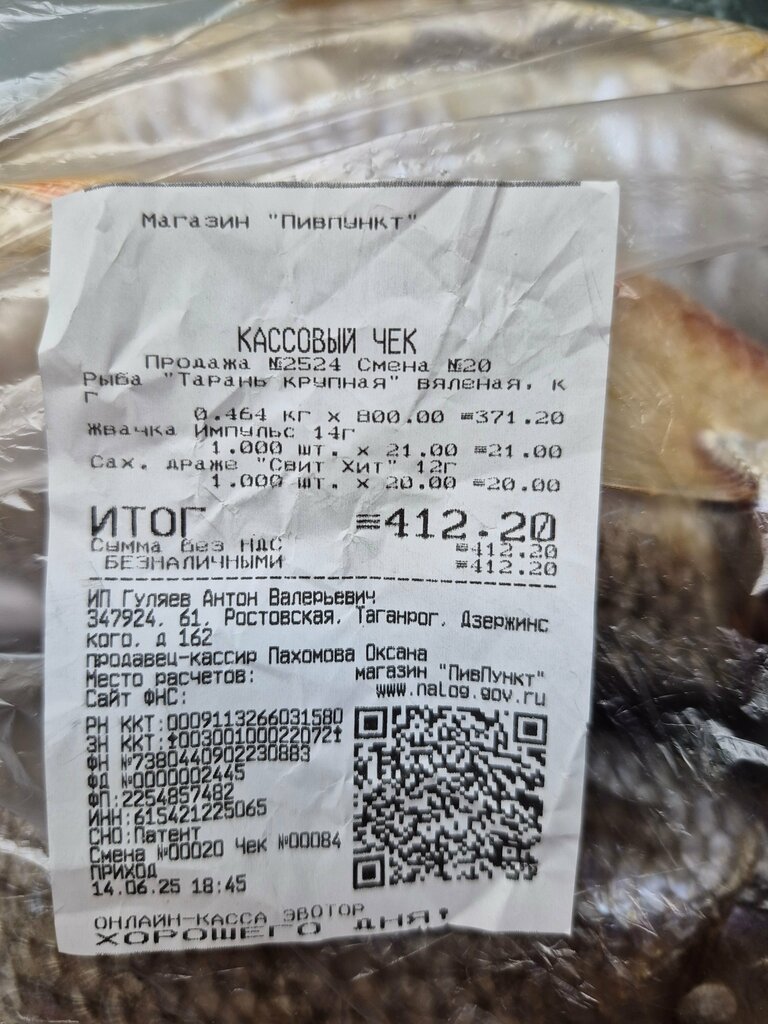 Магазин "Пивпункт"
КАССОВЫЙ ЧЕК
Продажа №2524 Смена №20
Рыба "Тарань крупная" вяленая, к
г
0.464 кг x 800.00 ≡371.20
Жвачка Импульс 14г
1.000 шт. x 21.00 ≡21.00
Сах. драже "Свит Хит" 12г
1.000 шт. x 20.00 ≡20.00
ИТОГ ≡412.20
Сумма без НДС ≡412.20
БЕЗНАЛИЧНЫМИ ≡412.20
ИП Гуляев Антон Валерьевич
347924, 61, Ростовская, Таганрог, Дзержинс
кого, д 162
продавец-кассир Пахомова Оксана
Место расчетов: магазин "ПивПункт"
Сайт ФНС: www.nalog.gov.ru
РН ККТ:0009113266031580
ЗН ККТ:‡00300100022072‡
ФН №7380440902230883
ФД №0000002445
ФП:2254857482
ИНН:615421225065
СНО:Патент
Смена №00020 Чек №00084
ПРИХОД
14.06.25 18:45
ОНЛАЙН-КАССА ЭВОТОР
ХОРОШЕГО ДНЯ!